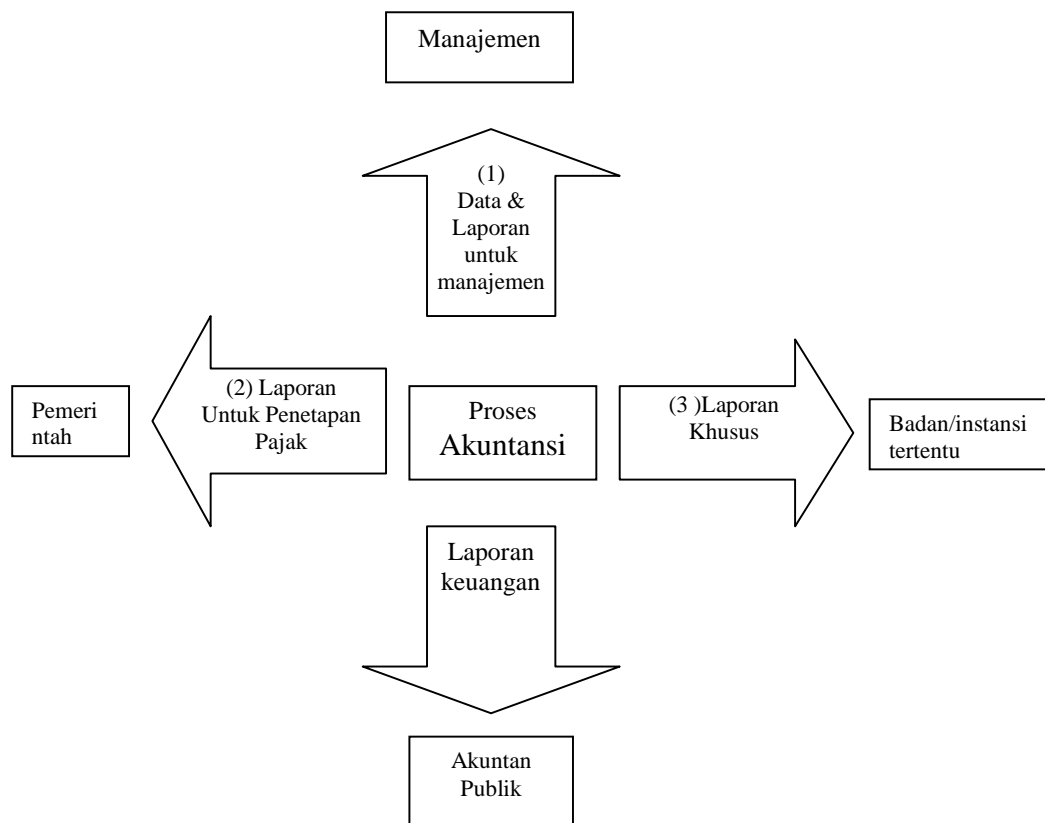 Manajemen
(1)
Data &
Laporan
untuk
manajemen
(2) Laporan
Untuk Penetapan
Pajak
Pemeri
ntah
Proses
Akuntansi
(3 )Laporan
Khusus
Badan/instansi
tertentu
Laporan
keuangan
Akuntan
Publik